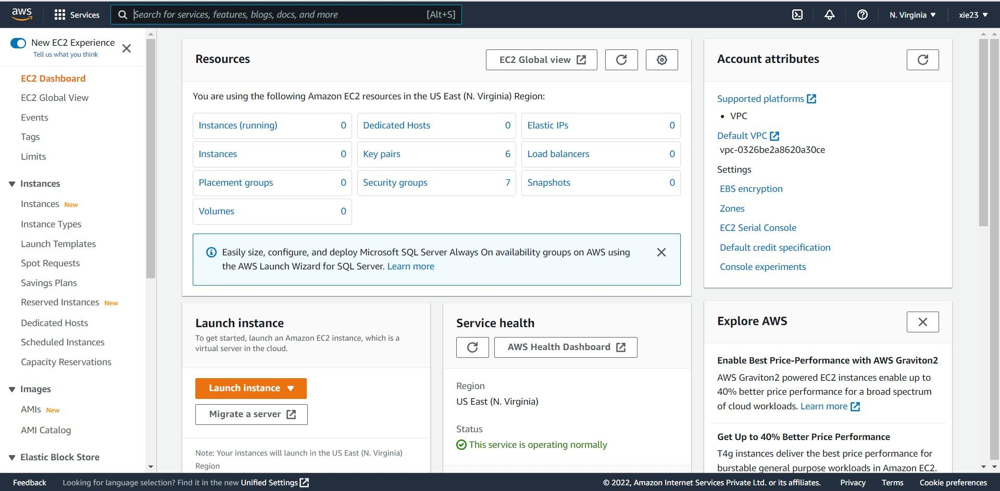 aws
Services
Search for services, features, blogs, docs, and more
[Alt+S]
N. Virginia
xie23
New EC2 Experience
Tell us what you think
EC2 Dashboard
EC2 Global View
Events
Tags
Limits
Instances
Instances New
Instance Types
Launch Templates
Spot Requests
Savings Plans
Reserved Instances New
Dedicated Hosts
Scheduled Instances
Capacity Reservations
Images
AMIs New
AMI Catalog
Elastic Block Store
Resources
EC2 Global view
You are using the following Amazon EC2 resources in the US East (N. Virginia) Region:
Instances (running) 0
Dedicated Hosts 0
Elastic IPs 0
Instances 0
Key pairs 6
Load balancers 0
Placement groups 0
Security groups 7
Snapshots 0
Volumes 0
Easily size, configure, and deploy Microsoft SQL Server Always On availability groups on AWS using
the AWS Launch Wizard for SQL Server. Learn more
Launch instance
To get started, launch an Amazon EC2 instance, which is a
virtual server in the cloud.
Launch instance
Migrate a server
Note: Your instances will launch in the US East (N. Virginia)
Region
Service health
AWS Health Dashboard
Region
US East (N. Virginia)
Status
This service is operating normally
Account attributes
Supported platforms
• VPC
Default VPC
vpc-0326be2a8620a30ce
Settings
EBS encryption
Zones
EC2 Serial Console
Default credit specification
Console experiments
Explore AWS
Enable Best Price-Performance with AWS Graviton2
AWS Graviton2 powered EC2 instances enable up to
40% better price performance for a broad spectrum
of cloud workloads. Learn more
Get Up to 40% Better Price Performance
T4g instances deliver the best price performance for
burstable general purpose workloads in Amazon EC2.
Feedback
Looking for language selection? Find it in the new Unified Settings
© 2022, Amazon Internet Services Private Ltd. or its affiliates.
Privacy
Terms
Cookie preferences